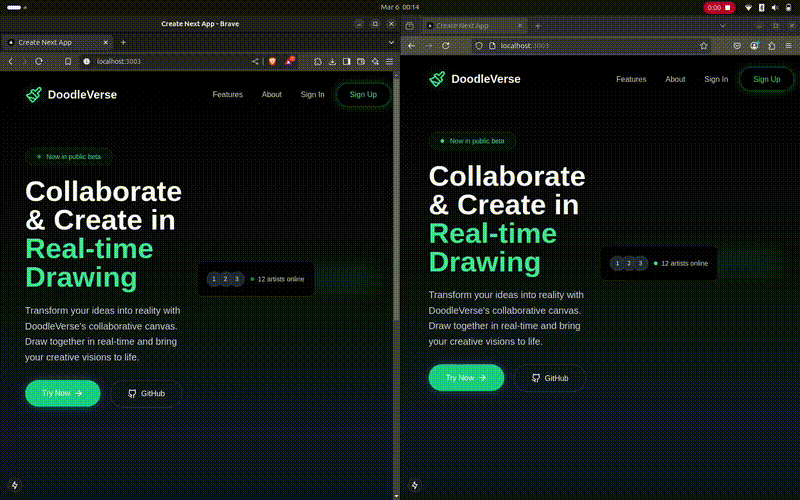 Mar 6 00:14
0:00
Create Next App - Brave
Create Next App
localhost:3003
DoodleVerse
Features
About
Sign In
Sign Up
Now in public beta
Collaborate
& Create in
Real-time
Drawing
1 2 3 12 artists online
Transform your ideas into reality with
DoodleVerse's collaborative canvas.
Draw together in real-time and bring
your creative visions to life.
Try Now
GitHub
Create Next App
localhost:3003
DoodleVerse
Features
About
Sign In
Sign Up
Now in public beta
Collaborate
& Create in
Real-time
Drawing
1 2 3 12 artists online
Transform your ideas into reality with
DoodleVerse's collaborative canvas.
Draw together in real-time and bring
your creative visions to life.
Try Now
GitHub